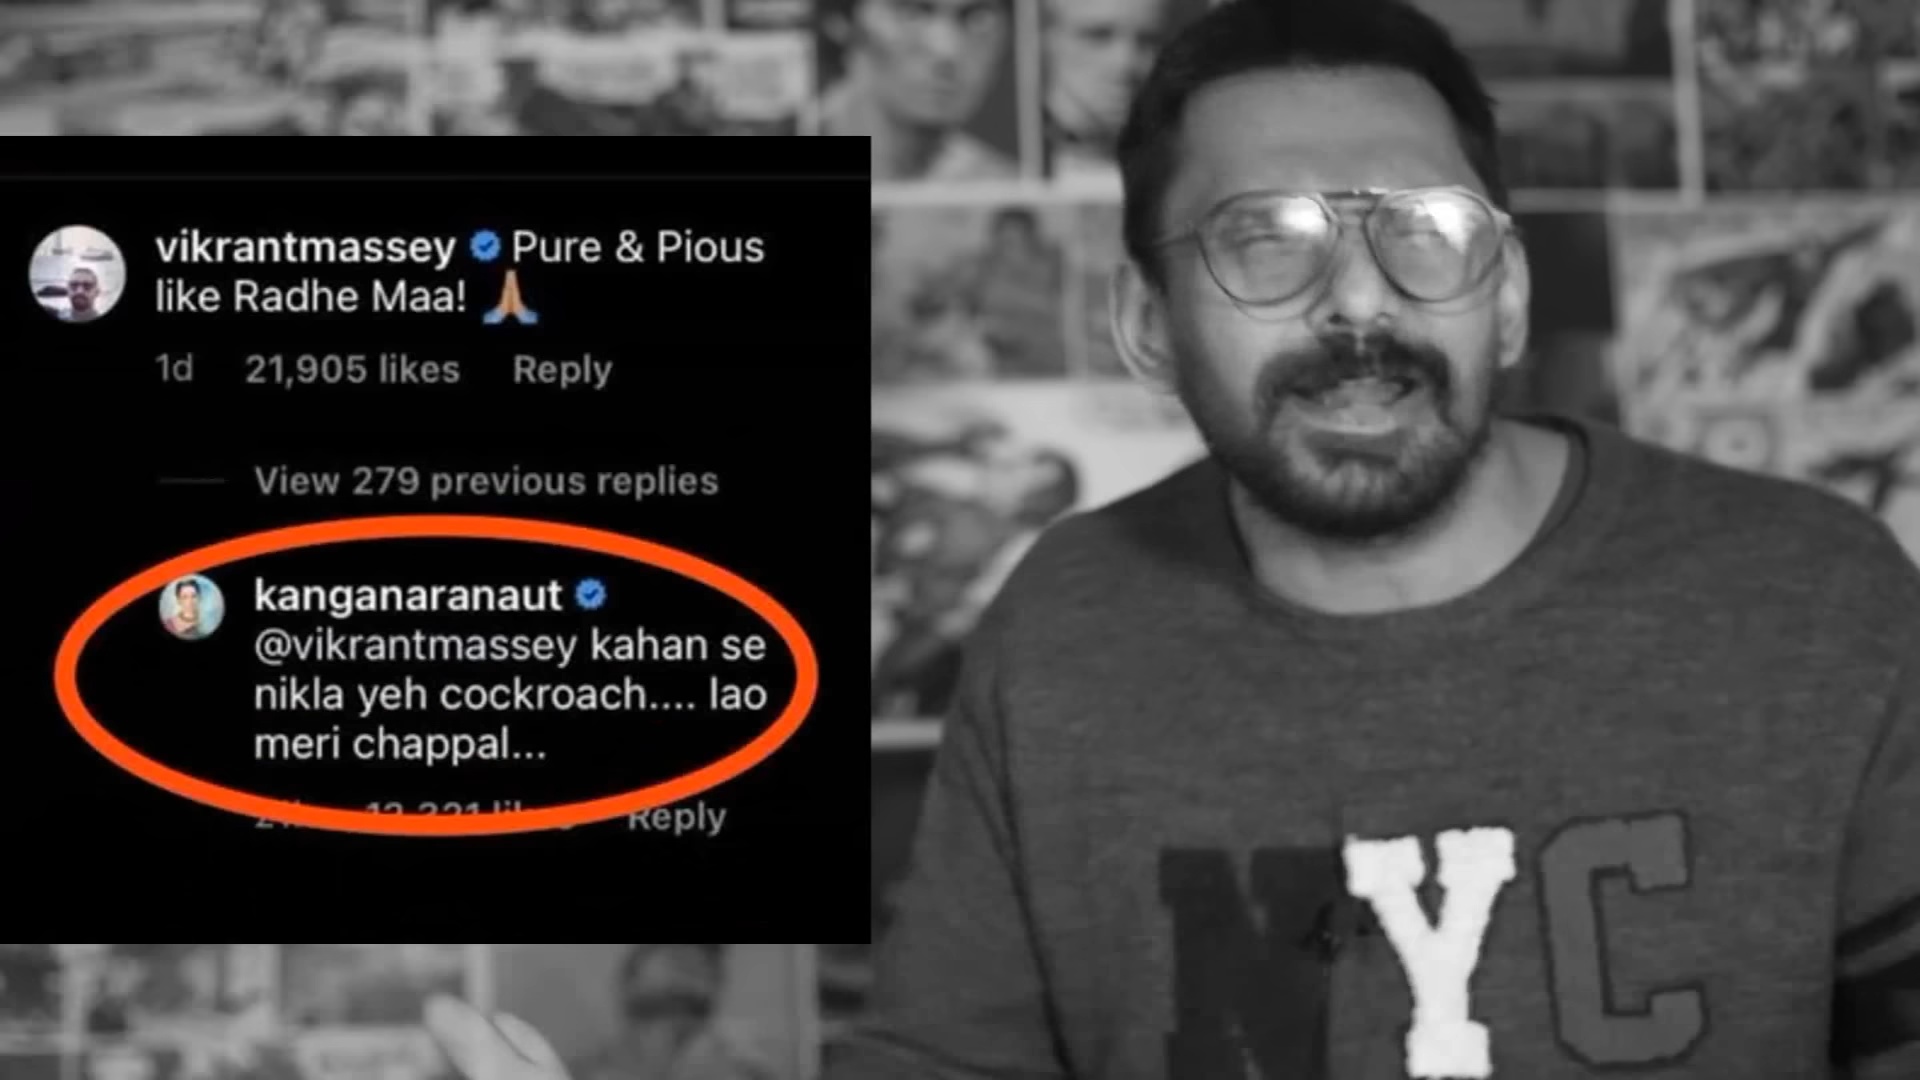 vikrantmassey Pure & Pious
like Radhe Maa! 🙏
1d 21,905 likes Reply
View 279 previous replies
kanganaranaut
@vikrantmassey kahan se
nikla yeh cockroach.... lao
meri chappal...
Reply
NYC